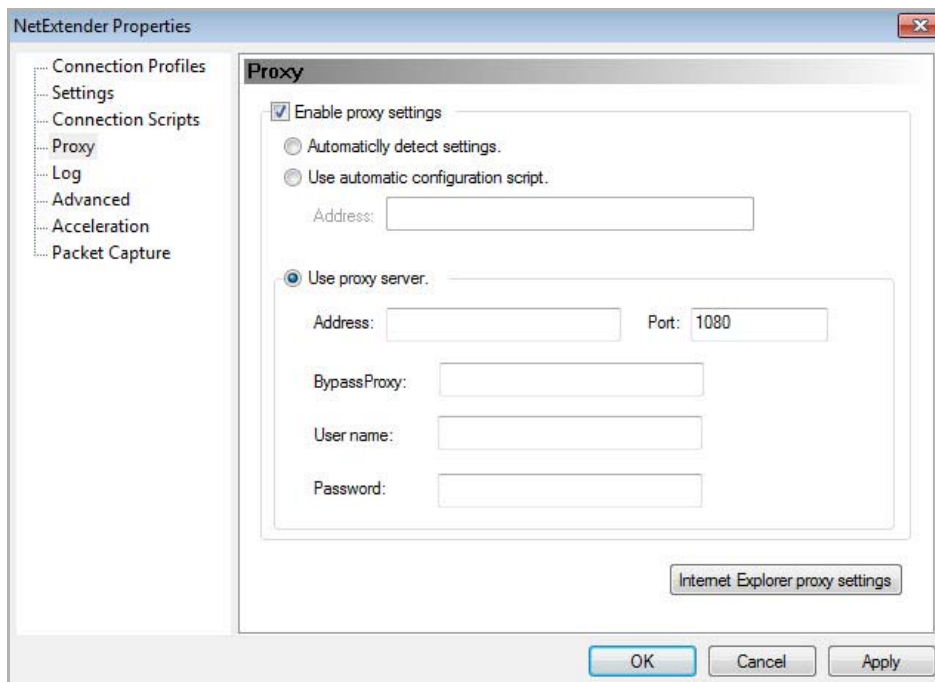 NetExtender Properties
Connection Profiles
Settings
Connection Scripts
Proxy
Log
Advanced
Acceleration
Packet Capture
Proxy
Enable proxy settings
Automaticlly detect settings.
Use automatic configuration script.
Address:
Use proxy server.
Address: Port: 1080
BypassProxy:
User name:
Password:
Internet Explorer proxy settings
OK Cancel Apply